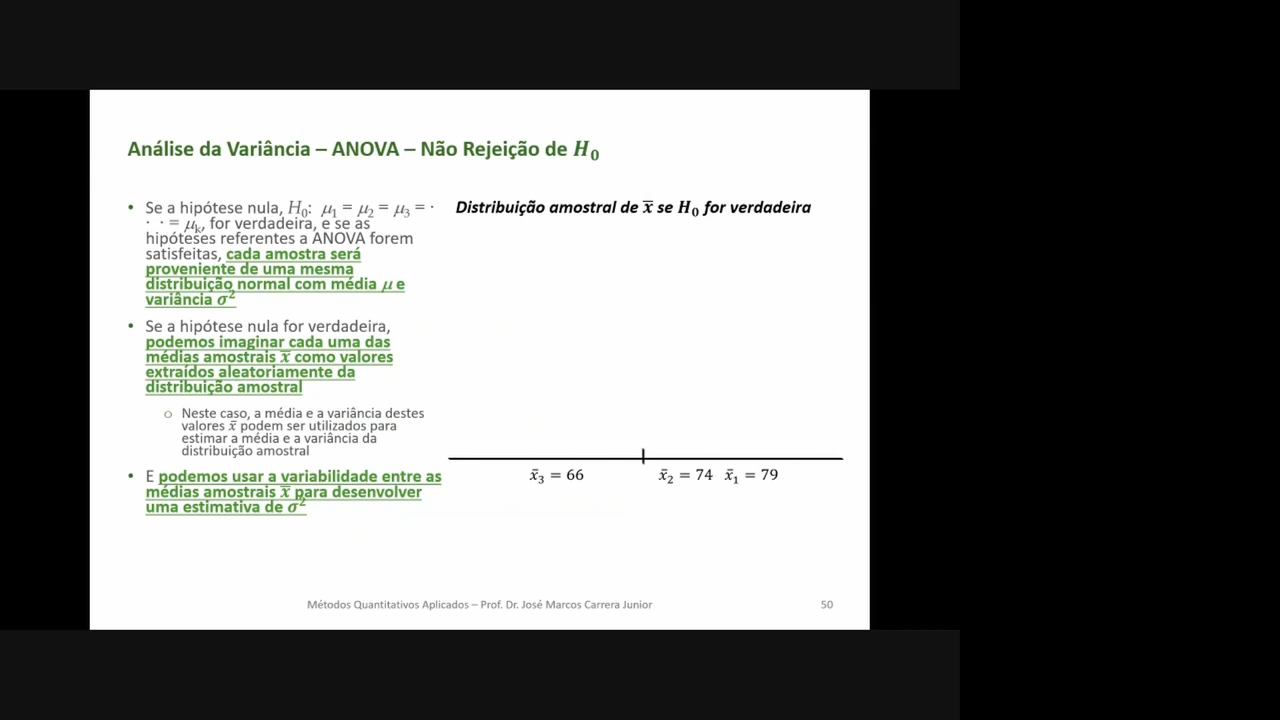 Análise da Variância – ANOVA – Não Rejeição de H₀
• Se a hipótese nula, H₀: μ₁ = μ₂ = μ₃ = ·
· · = μₖ, for verdadeira, e se as
hipóteses referentes a ANOVA forem
satisfeitas, cada amostra será
proveniente de uma mesma
distribuição normal com média μ e
variância σ²
• Se a hipótese nula for verdadeira,
podemos imaginar cada uma das
médias amostrais x̄ como valores
extraídos aleatoriamente da
distribuição amostral
○ Neste caso, a média e a variância destes
valores x̄ podem ser utilizados para
estimar a média e a variância da
distribuição amostral
• E podemos usar a variabilidade entre as
médias amostrais x̄ para desenvolver
uma estimativa de σ²
Distribuição amostral de x̄ se H₀ for verdadeira
x̄₃ = 66 x̄₂ = 74 x̄₁ = 79
Métodos Quantitativos Aplicados – Prof. Dr. José Marcos Carrera Junior
50